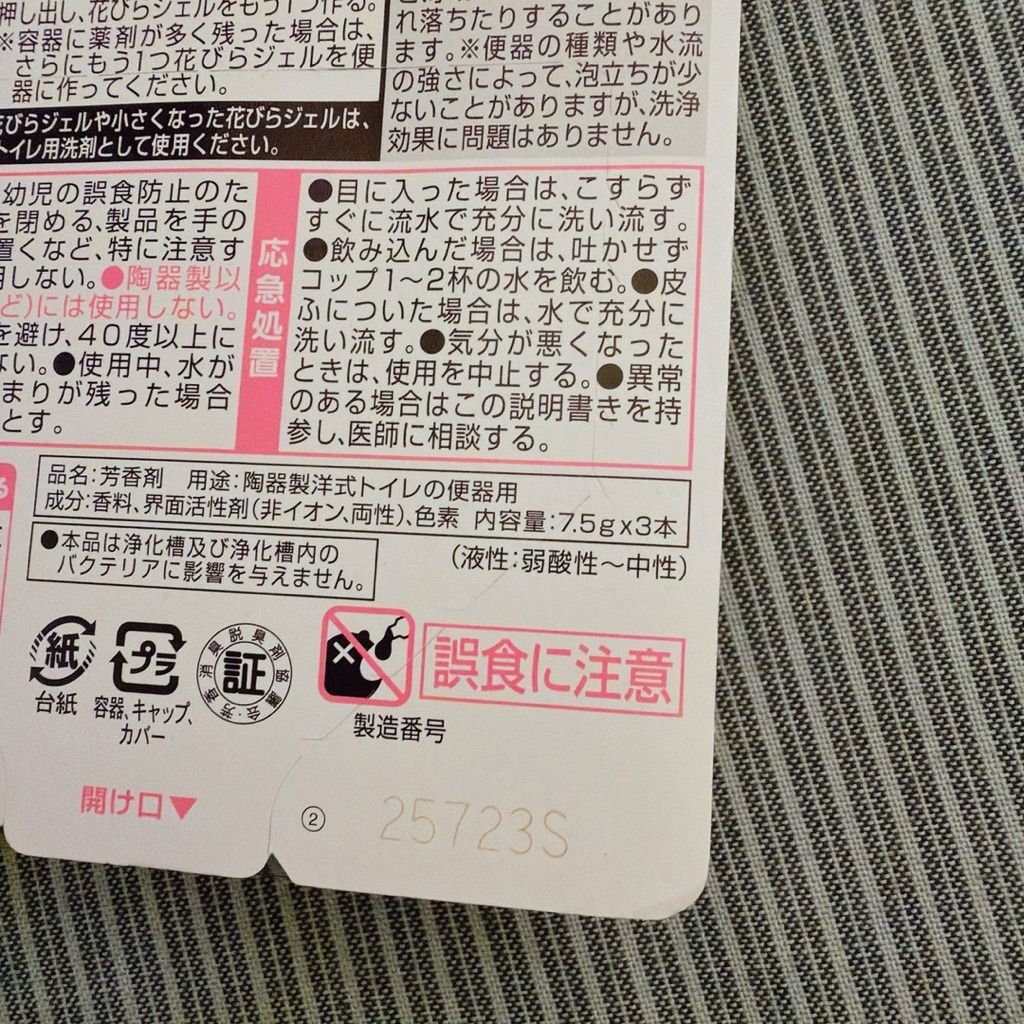 押し出し、花びらジェルをもう1つ作る。
※容器に薬剤が多く残った場合は、
さらにもう1つ花びらジェルを便
器に作ってください。
花びらジェルや小さくなった花びらジェルは、
トイレ用洗剤として使用ください。
れ落ちたりすることがあり
ます。※便器の種類や水流
の強さによって、泡立ちが少
ないことがありますが、洗浄
効果に問題はありません。
幼児の誤食防止のた
を閉める、製品を手の
置くなど、特に注意す
用しない。●陶器製以
ど)には使用しない。
を避け、40度以上に
ない。●使用中、水が
まりが残った場合
とす。
応急処置
●目に入った場合は、こすらず
すぐに流水で充分に洗い流す。
●飲み込んだ場合は、吐かせず
コップ1〜2杯の水を飲む。●皮
ふについた場合は、水で充分に
洗い流す。●気分が悪くなった
ときは、使用を中止する。●異常
のある場合はこの説明書きを持
参し、医師に相談する。
品名:芳香剤 用途:陶器製洋式トイレの便器用
成分:香料、界面活性剤(非イオン、両性)、色素 内容量:7.5g×3本
●本品は浄化槽及び浄化槽内の
バクテリアに影響を与えません。
(液性:弱酸性〜中性)
紙
台紙
プラ
容器、キャップ、
カバー
芳香消臭脱臭剤協議会
証
誤食に注意
製造番号
開け口▼
②
25723S